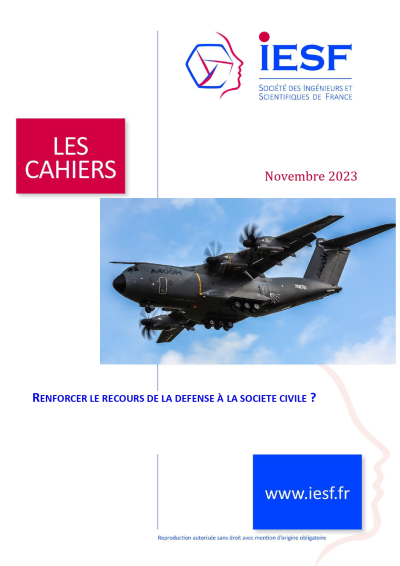 iESF
SOCIÉTÉ DES INGÉNIEURS ET
SCIENTIFIQUES DE FRANCE
LES
CAHIERS
Novembre 2023
A400M
RENFORCER LE RECOURS DE LA DEFENSE À LA SOCIETE CIVILE ?
www.iesf.fr
Reproduction autorisée sans droit avec mention d'origine obligatoire